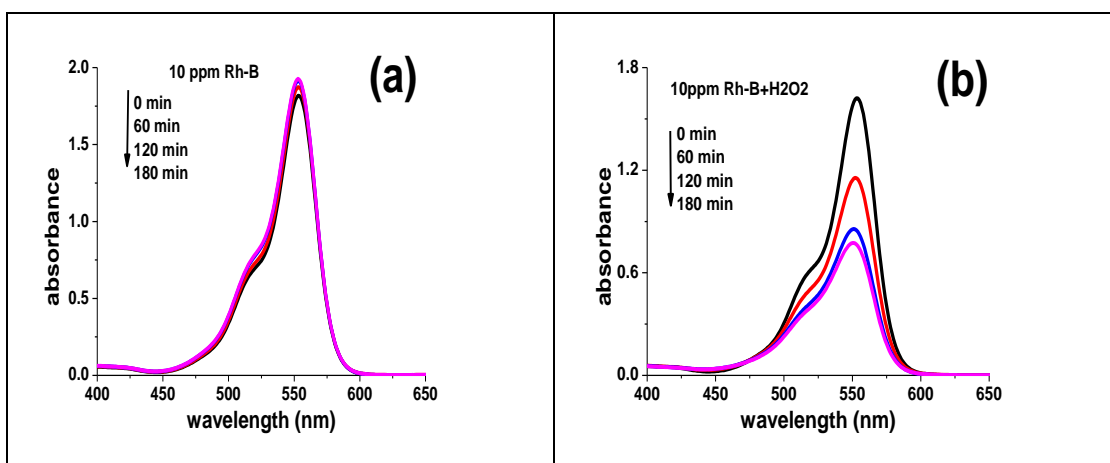 (a)
10 ppm Rh-B
0 min
60 min
120 min
180 min
absorbance
2.0
1.5
1.0
0.5
0.0
400 450 500 550 600 650
wavelength (nm)
(b)
10ppm Rh-B+H2O2
0 min
60 min
120 min
180 min
absorbance
1.8
1.2
0.6
0.0
400 450 500 550 600 650
wavelength (nm)